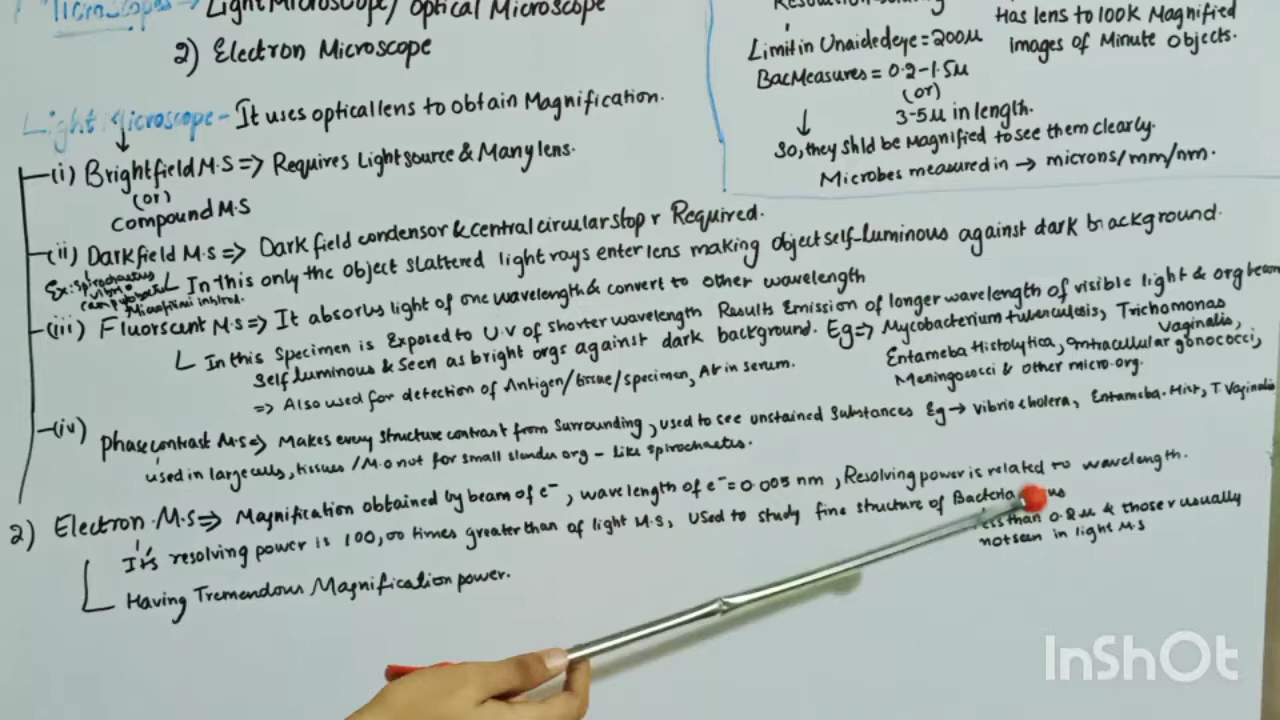 Microscopes → Light Microscope / Optical Microscope
2) Electron Microscope
Light Microscope - It uses optical lens to obtain Magnification.
(i) Brightfield M.S => Requires Light source & Many lens.
(or)
Compound M.S
(ii) Darkfield M.S => Dark field condensor & central circular stop r Required.
Ex: Spirochaetes
vibrio
campylobacter
In this only the object scattered light rays enter lens making object self-luminous against dark background.
(iii) Fluorscent M.S => It absorbs light of one wavelength & convert to other wavelength
In this Specimen is Exposed to U.V of shorter wavelength Results Emission of longer wavelength of visible light & org become
self luminous & seen as bright orgs against dark background. Eg => Mycobacterium tuberculosis, Trichomonas
Vaginalis,
Entameba Histolytica, intracellular gonococci,
Meningococci & other micro.org.
=> Also used for detection of Antigen/tissue/specimen, Ab in serum.
(iv) phase contrast M.S => Makes every structure contrast from surrounding, used to see unstained substances Eg → vibrio cholera, Entameba. Hist, T. Vaginalis
used in large cells, tissues / M.O not for small slender org - like spirochaetes.
2) Electron. M.S => Magnification obtained by beam of e⁻, wave length of e⁻ = 0.005 nm, Resolving power is related to wavelength.
It's resolving power is 100,00 times greater than of light M.S, Used to study fine structure of Bacteria
less than 0.2 µ & those r usually
not seen in light M.S
Having Tremendous Magnification power.
Limit in Unaided eye = 200µ
Bac Measures = 0.2-1.5µ
(or)
3-5µ in length.
↓
So, they shld be Magnified to see them clearly.
Microbes measured in → microns/mm/nm.
Has lens to 100K Magnified
images of Minute objects.
InShOt